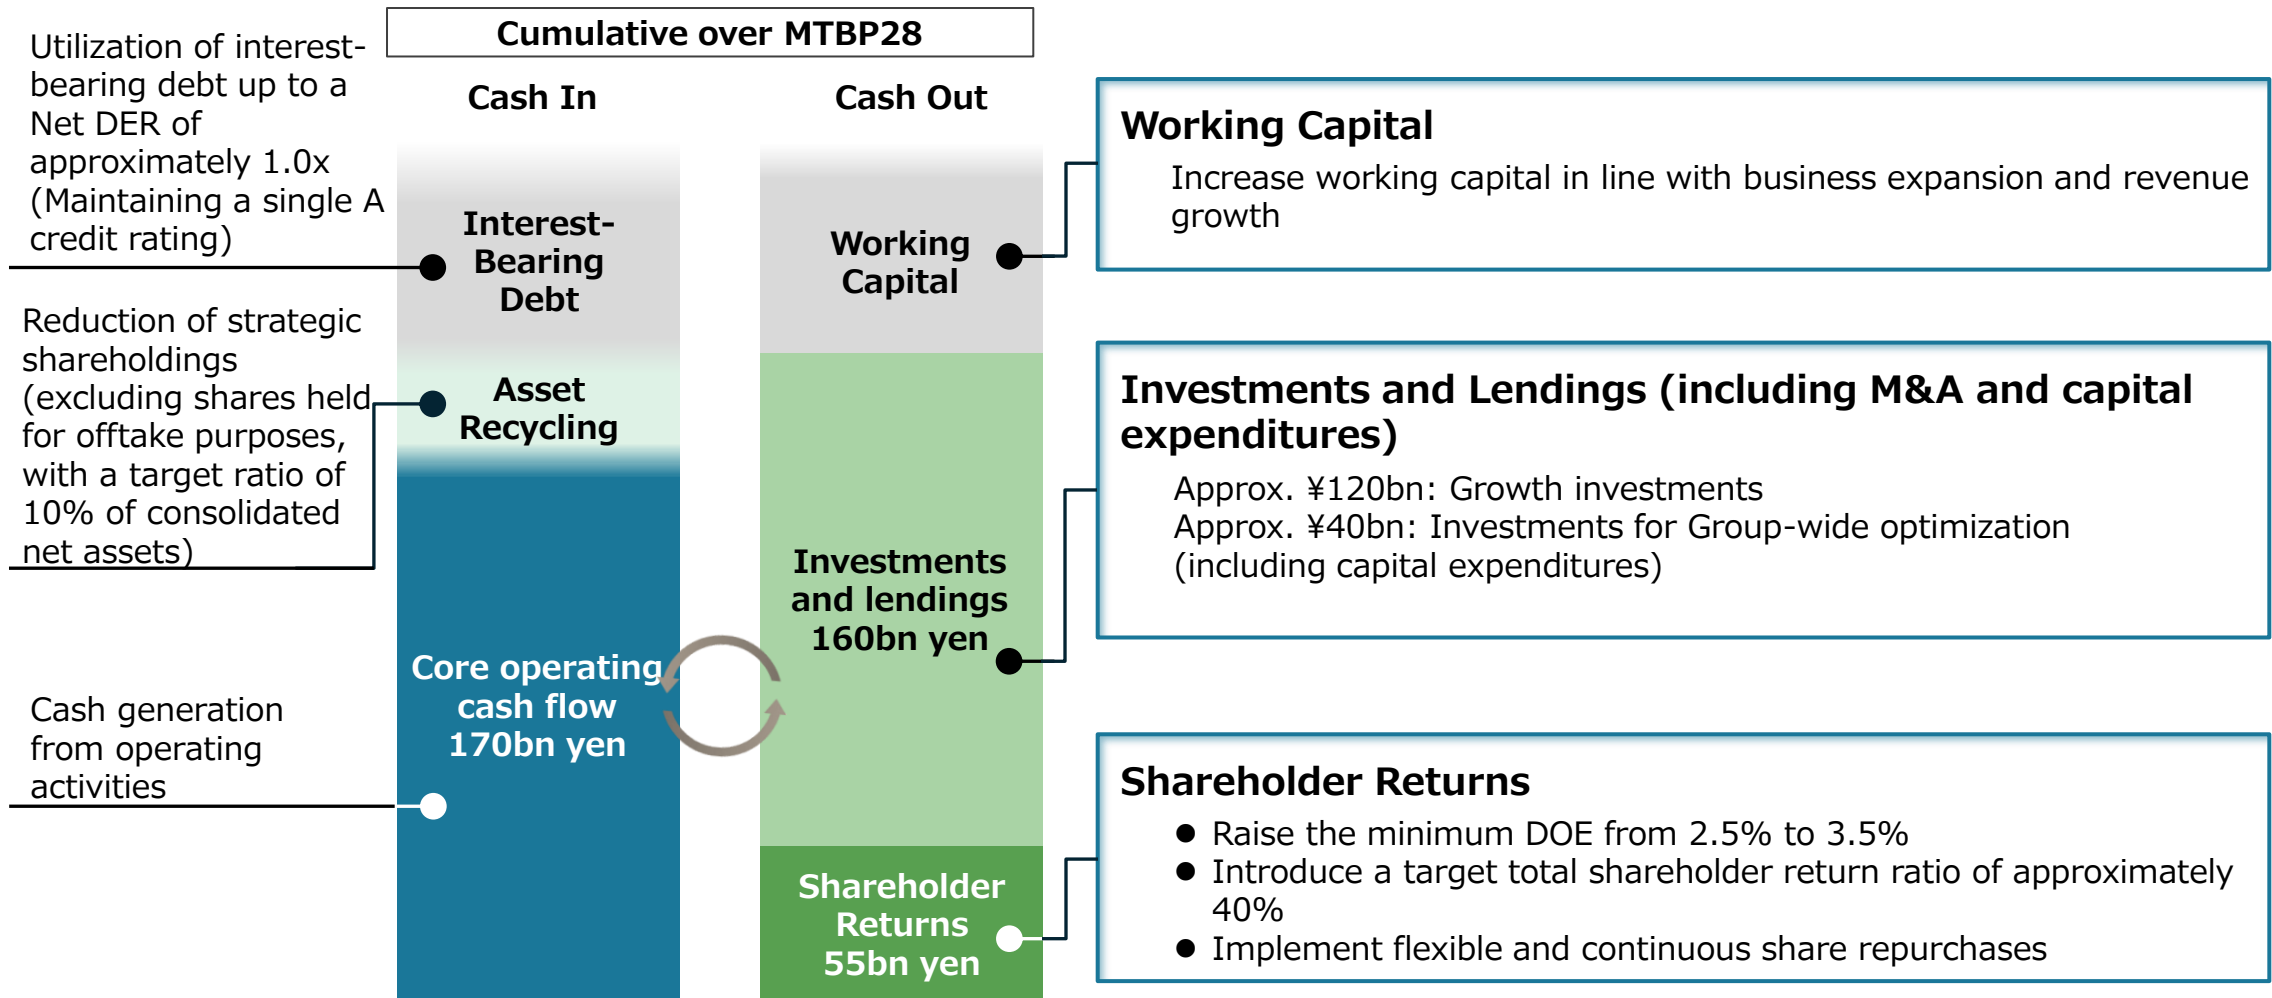 Cumulative over MTBP28
Utilization of interest-
bearing debt up to a
Net DER of
approximately 1.0x
(Maintaining a single A
credit rating)
Reduction of strategic
shareholdings
(excluding shares held
for offtake purposes,
with a target ratio of
10% of consolidated
net assets)
Cash generation
from operating
activities
Cash In
Interest-
Bearing
Debt
Asset
Recycling
Core operating
cash flow
170bn yen
Cash Out
Working
Capital
Investments
and lendings
160bn yen
Shareholder
Returns
55bn yen
Working Capital
Increase working capital in line with business expansion and revenue
growth
Investments and Lendings (including M&A and capital
expenditures)
Approx. ¥120bn: Growth investments
Approx. ¥40bn: Investments for Group-wide optimization
(including capital expenditures)
Shareholder Returns
● Raise the minimum DOE from 2.5% to 3.5%
● Introduce a target total shareholder return ratio of approximately
40%
● Implement flexible and continuous share repurchases